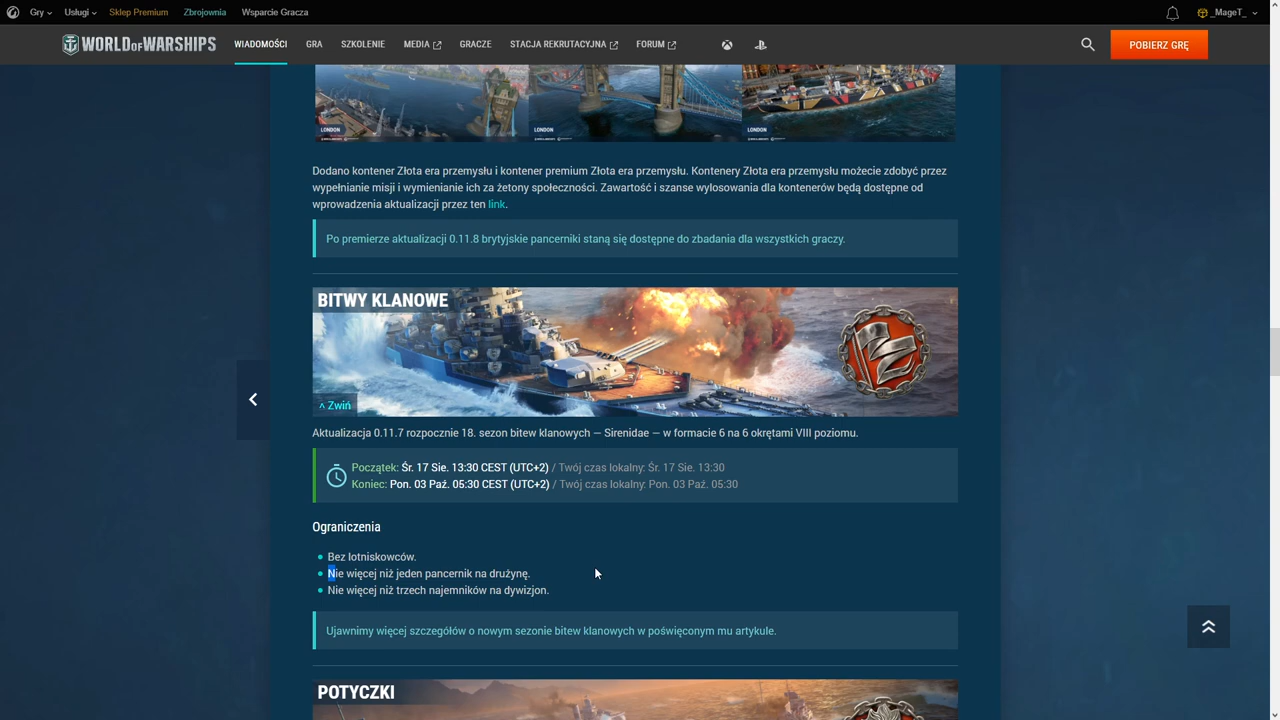 Gry Usługi Sklep Premium Zbrojownia Wsparcie Gracza _MageT_
WORLD OF WARSHIPS WIADOMOŚCI GRA SZKOLENIE MEDIA GRACZE STACJA REKRUTACYJNA FORUM POBIERZ GRĘ
LONDON LONDON LONDON
Dodano kontener Złota era przemysłu i kontener premium Złota era przemysłu. Kontenery Złota era przemysłu możecie zdobyć przez
wypełnianie misji i wymienianie ich za żetony społeczności. Zawartość i szanse wylosowania dla kontenerów będą dostępne od
wprowadzenia aktualizacji przez ten link.
Po premierze aktualizacji 0.11.8 brytyjskie pancerniki staną się dostępne do zbadania dla wszystkich graczy.
BITWY KLANOWE
^ Zwiń
Aktualizacja 0.11.7 rozpocznie 18. sezon bitew klanowych — Sirenidae — w formacie 6 na 6 okrętami VIII poziomu.
Początek: Śr. 17 Sie. 13:30 CEST (UTC+2) / Twój czas lokalny: Śr. 17 Sie. 13:30
Koniec: Pon. 03 Paź. 05:30 CEST (UTC+2) / Twój czas lokalny: Pon. 03 Paź. 05:30
Ograniczenia
Bez lotniskowców.
Nie więcej niż jeden pancernik na drużynę.
Nie więcej niż trzech najemników na dywizjon.
Ujawnimy więcej szczegółów o nowym sezonie bitew klanowych w poświęconym mu artykule.
POTYCZKI